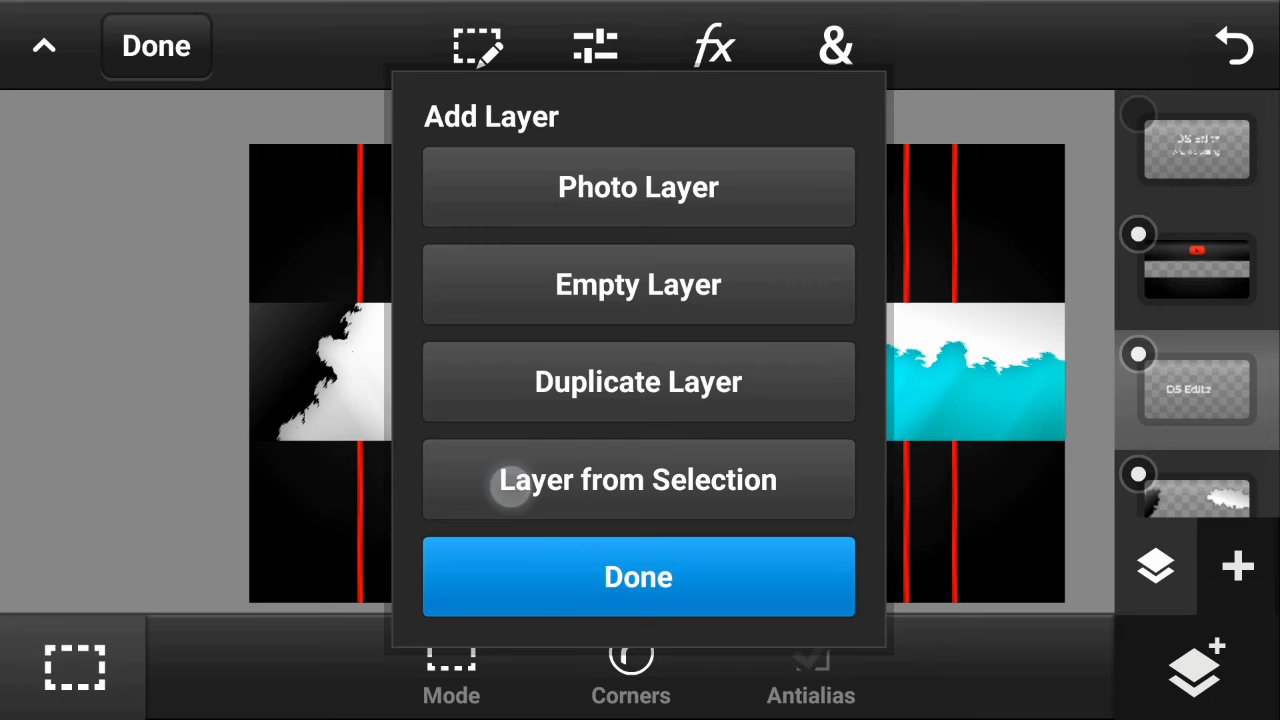 Done
fx
&
Add Layer
Photo Layer
Empty Layer
Duplicate Layer
Layer from Selection
Done
DS Editz
Mode
Corners
Antialias